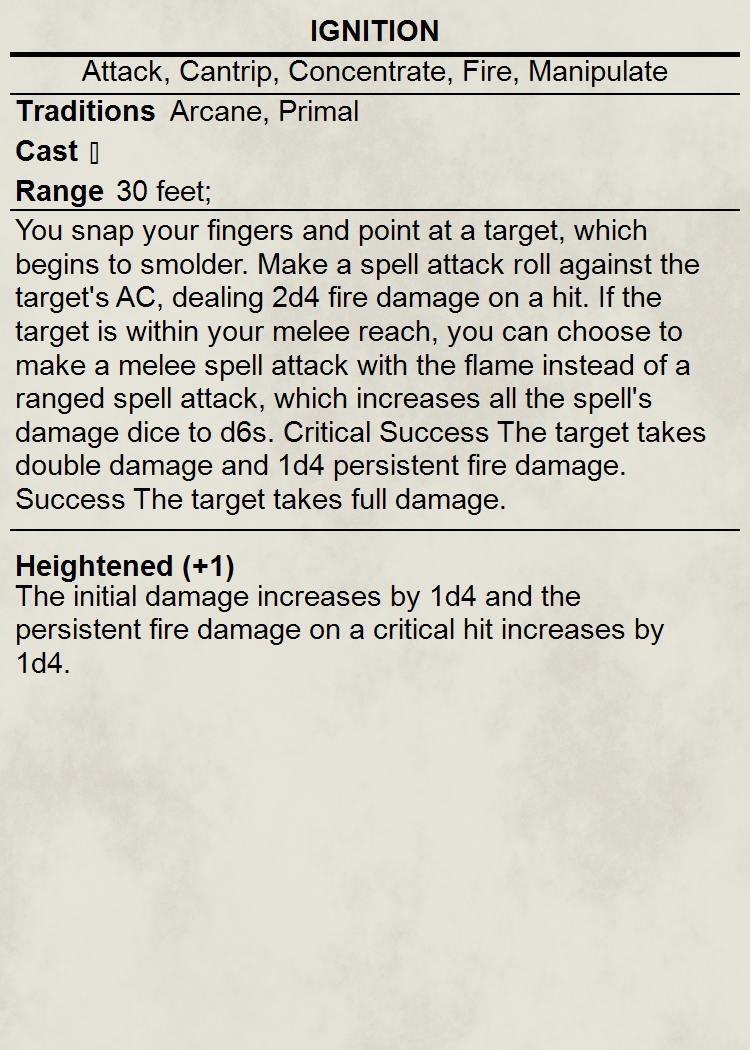 IGNITION
Attack, Cantrip, Concentrate, Fire, Manipulate
Traditions Arcane, Primal
Cast
Range 30 feet;
You snap your fingers and point at a target, which
begins to smolder. Make a spell attack roll against the
target's AC, dealing 2d4 fire damage on a hit. If the
target is within your melee reach, you can choose to
make a melee spell attack with the flame instead of a
ranged spell attack, which increases all the spell's
damage dice to d6s. Critical Success The target takes
double damage and 1d4 persistent fire damage.
Success The target takes full damage.
Heightened (+1)
The initial damage increases by 1d4 and the
persistent fire damage on a critical hit increases by
1d4.